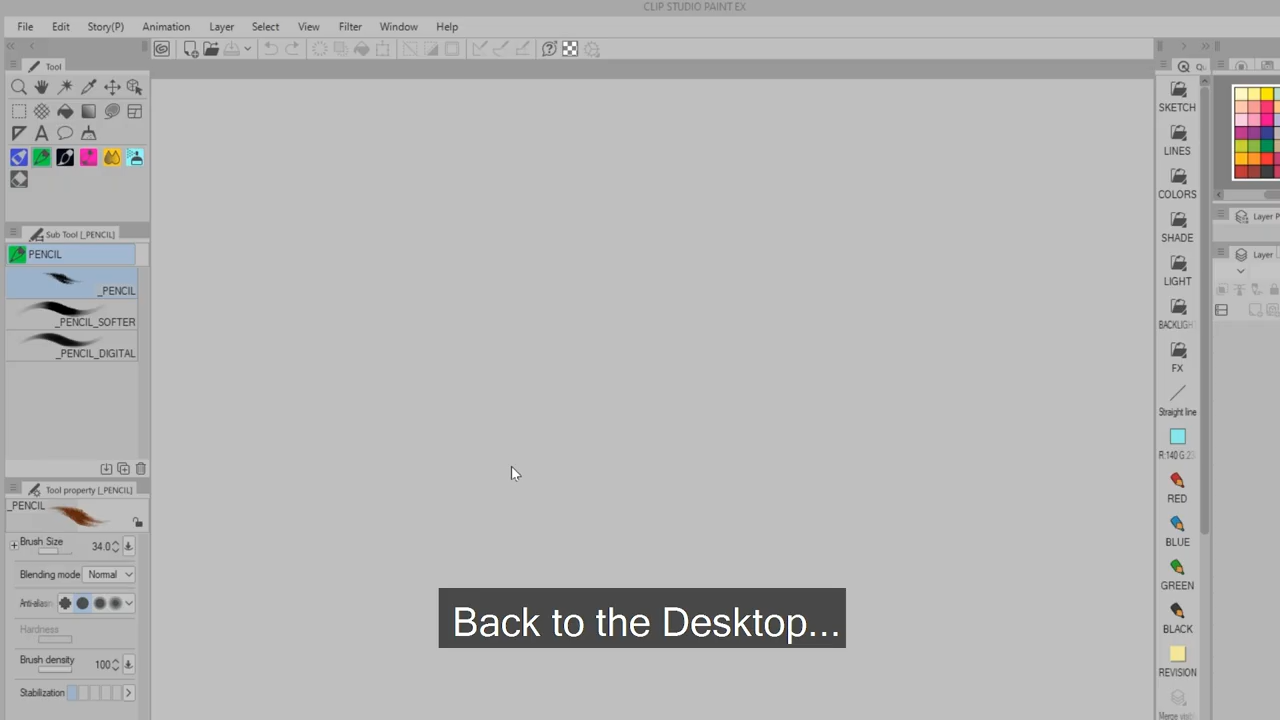 CLIP STUDIO PAINT EX
File Edit Story(P) Animation Layer Select View Filter Window Help
Tool
Sub Tool [_PENCIL]
PENCIL
_PENCIL
_PENCIL_SOFTER
_PENCIL_DIGITAL
Tool property [_PENCIL]
_PENCIL
Brush Size 34.0
Blending mode Normal
Hardness
Brush density 100
Stabilization
SKETCH
LINES
COLORS
SHADE
LIGHT
BACKLIGH
FX
Straight line
RED
BLUE
GREEN
BLACK
REVISION
Layer P
Layer
Back to the Desktop...